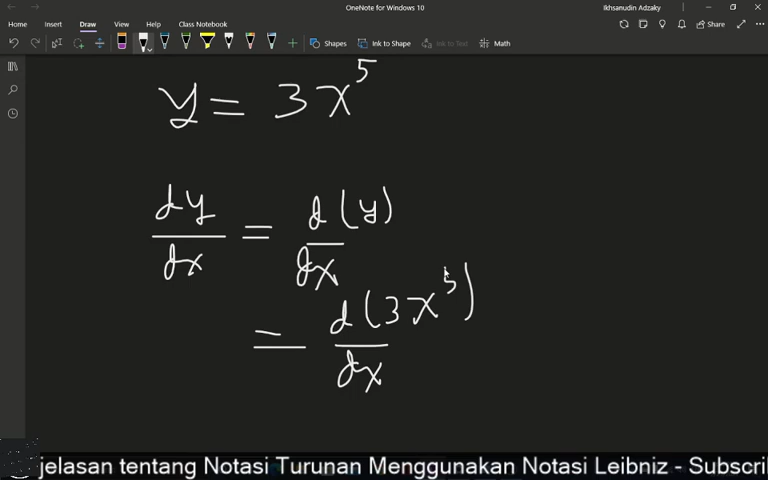 OneNote for Windows 10
Ikhsanudin Adzaky
Home Insert Draw View Help Class Notebook
Share
Shapes Ink to Shape Ink to Text Math
y = 3x^5
dy/dx = d/dx (y)
= d/dx (3x^5)
jelasan tentang Notasi Turunan Menggunakan Notasi Leibniz - Subscri